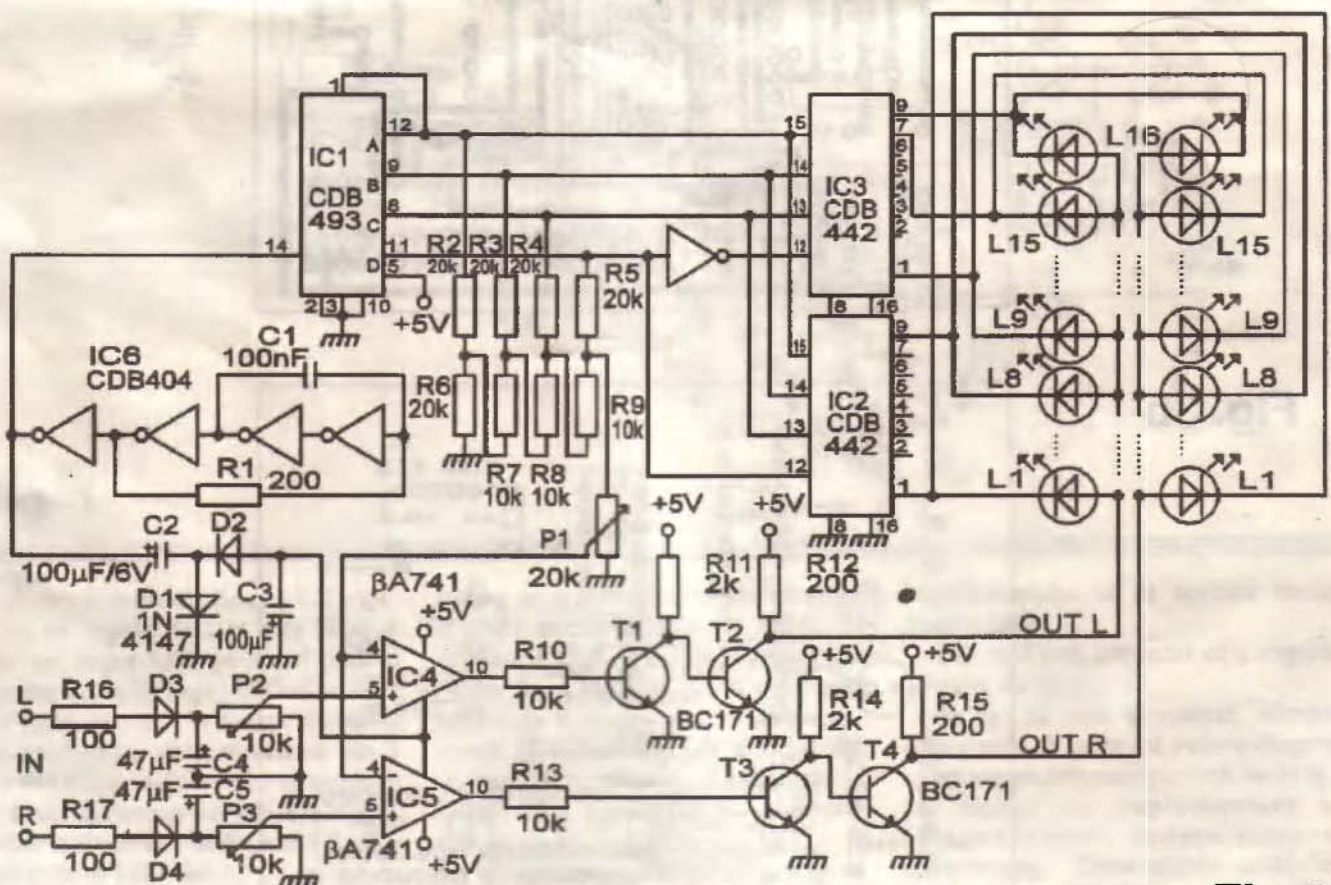 1
12
A
IC1
CDB
493
9
B
6
C
11
D
5
14
2 3 10
+5V
R2 R3 R4
20k 20k 20k
R5
20k
R6
20k
R7
10k
R8
10k
R9
10k
15
14
13
12
IC3
CDB
442
9
7
6
5
4
3
2
1
8 16
15
14
13
12
IC2
CDB
442
9
7
6
5
4
3
2
1
8 16
L16
L15 L15
L9 L9
L8 L8
L1 L1
IC6
CDB404
C1
100nF
R1
200
C2
100µF/6V
D2
D1
1N
4147
C3
100µF
P1
20k
βA741
+5V
4
5
IC4
10
R10
10k
+5V
R11
2k
+5V
R12
200
T1
T2
BC171
OUT L
L
R16
100
D3
P2
10k
IN
47µF
C4
47µF
C5
R
R17
100
D4
P3
10k
4
5
IC5
10
βA741
+5V
R13
10k
+5V
R14
2k
+5V
R15
200
T3
T4
BC171
OUT R